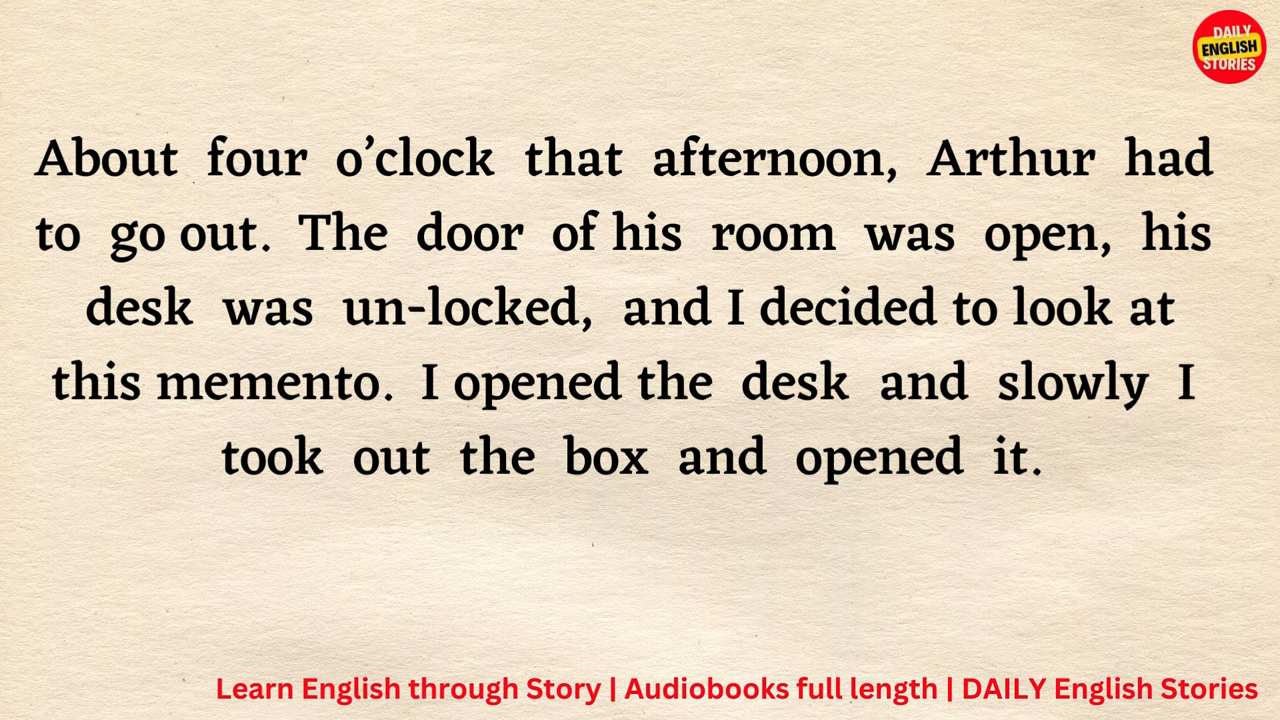 DAILY
ENGLISH
STORIES
About four o’clock that afternoon, Arthur had
to go out. The door of his room was open, his
desk was un-locked, and I decided to look at
this memento. I opened the desk and slowly I
took out the box and opened it.
Learn English through Story | Audiobooks full length | DAILY English Stories